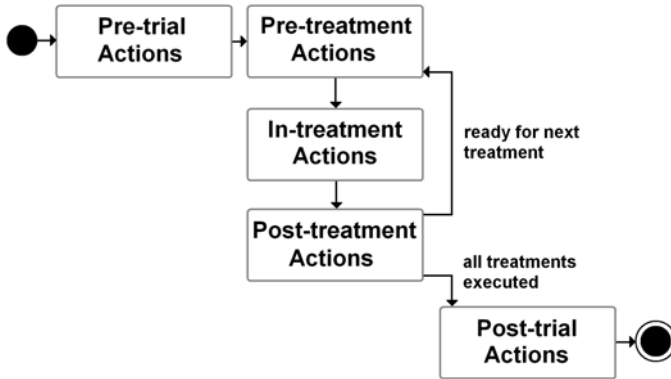 Pre-trial
Actions
Pre-treatment
Actions
In-treatment
Actions
ready for next
treatment
Post-treatment
Actions
all treatments
executed
Post-trial
Actions